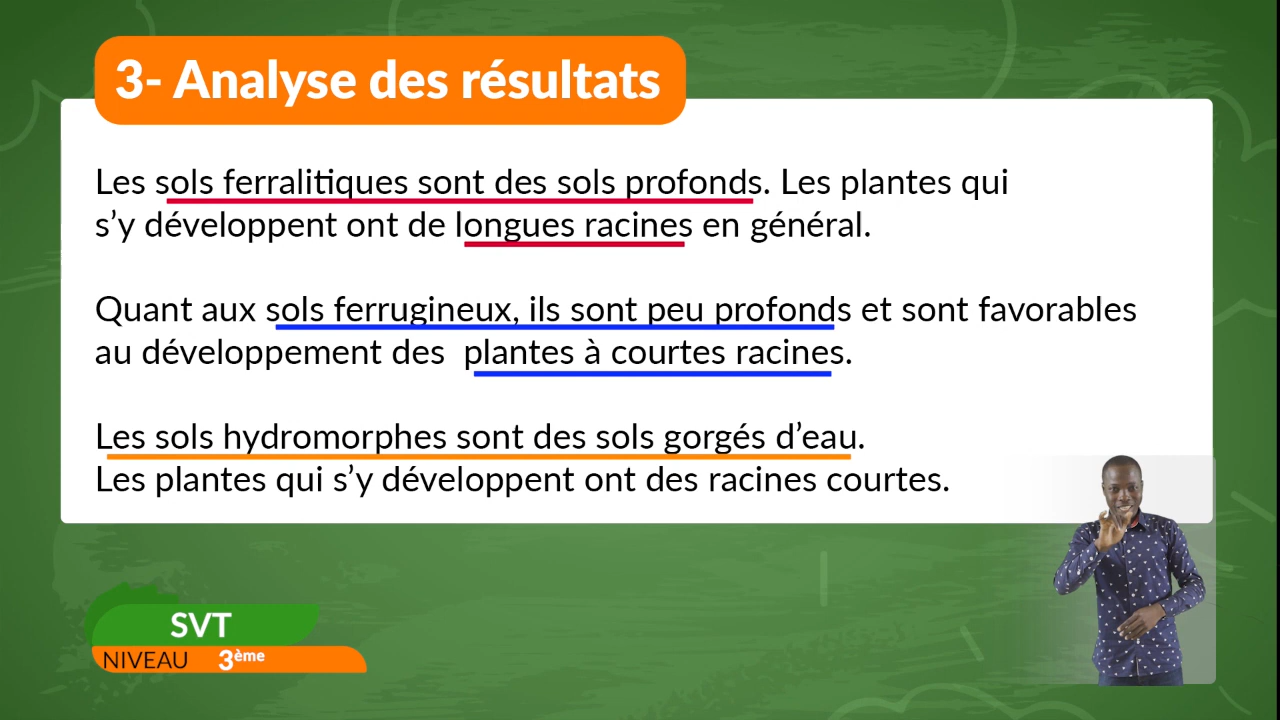 3- Analyse des résultats
Les sols ferralitiques sont des sols profonds. Les plantes qui
s’y développent ont de longues racines en général.
Quant aux sols ferrugineux, ils sont peu profonds et sont favorables
au développement des  plantes à courtes racines.
Les sols hydromorphes sont des sols gorgés d’eau.
Les plantes qui s’y développent ont des racines courtes.
SVT
NIVEAU 3ème